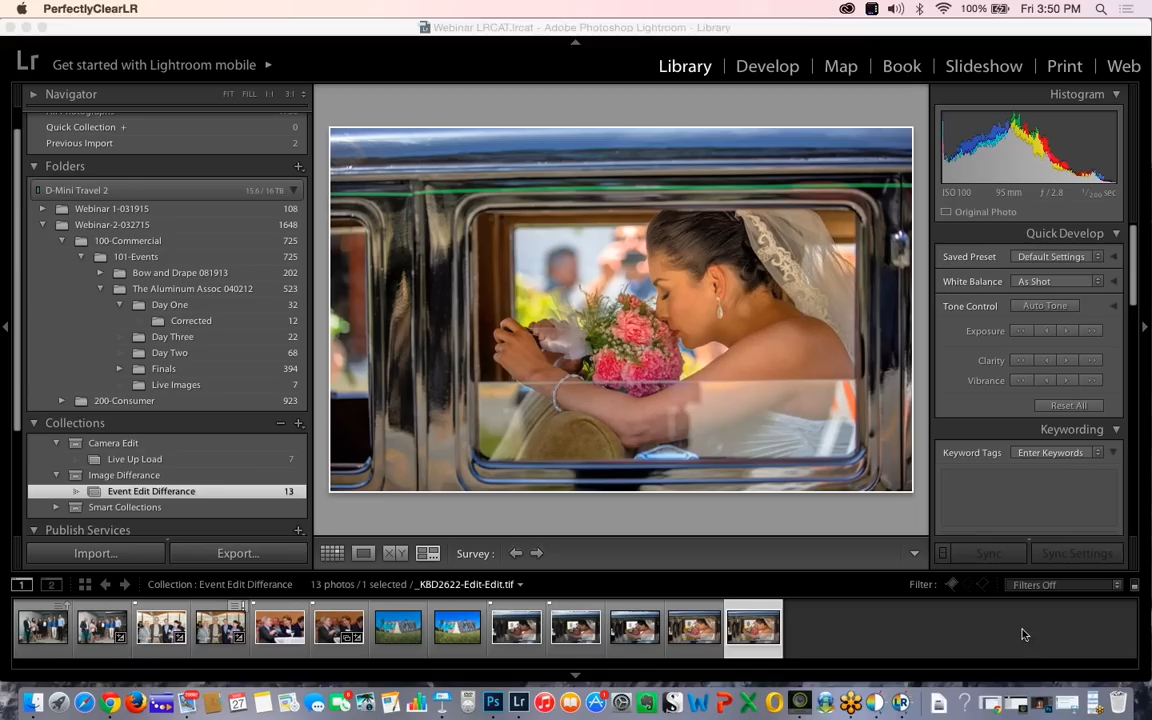 PerfectlyClearLR 100% Fri 3:50 PM
Webinar LRCAT.lrcat - Adobe Photoshop Lightroom - Library
Lr Get started with Lightroom mobile
Library | Develop | Map | Book | Slideshow | Print | Web
Navigator FIT FILL 1:1 3:1
Quick Collection + 0
Previous Import 2
Folders
D-Mini Travel 2 15.6 / 16 TB
Webinar 1-031915 108
Webinar-2-032715 1648
100-Commercial 725
101-Events 725
Bow and Drape 081913 202
The Aluminum Assoc 040212 523
Day One 32
Corrected 12
Day Three 22
Day Two 68
Finals 394
Live Images 7
200-Consumer 923
Collections
Camera Edit
Live Up Load 7
Image Differance
Event Edit Differance 13
Smart Collections
Publish Services
Import... Export...
Histogram
ISO 100 95 mm f / 2.8 1/200 sec
Original Photo
Quick Develop
Saved Preset Default Settings
White Balance As Shot
Tone Control Auto Tone
Exposure
Clarity
Vibrance
Reset All
Keywording
Keyword Tags Enter Keywords
Sync Sync Settings
XY Survey :
1 2 Collection : Event Edit Differance 13 photos / 1 selected / _KBD2622-Edit-Edit.tif Filter : Filters Off
27 Ps Lr